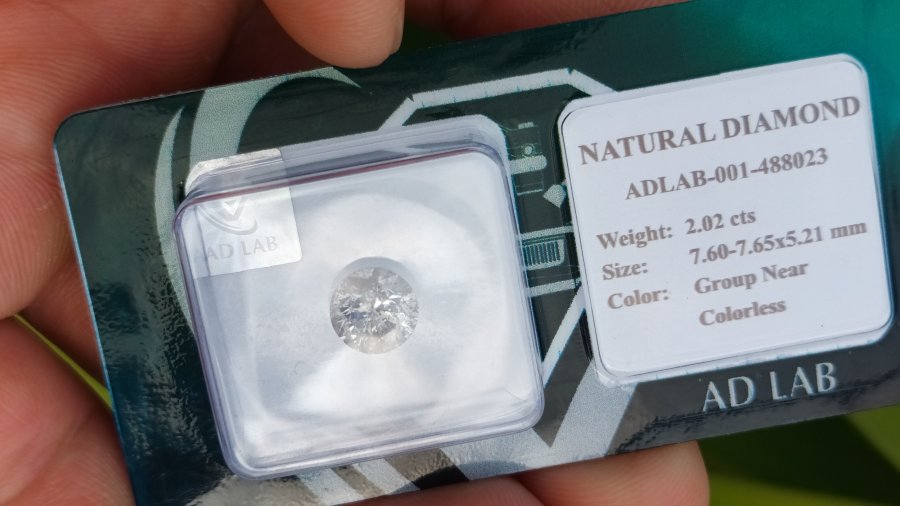 AD LAB
NATURAL DIAMOND
ADLAB-001-488023
Weight: 2.02 cts
Size: 7.60-7.65x5.21 mm
Color: Group Near
Colorless
AD LAB